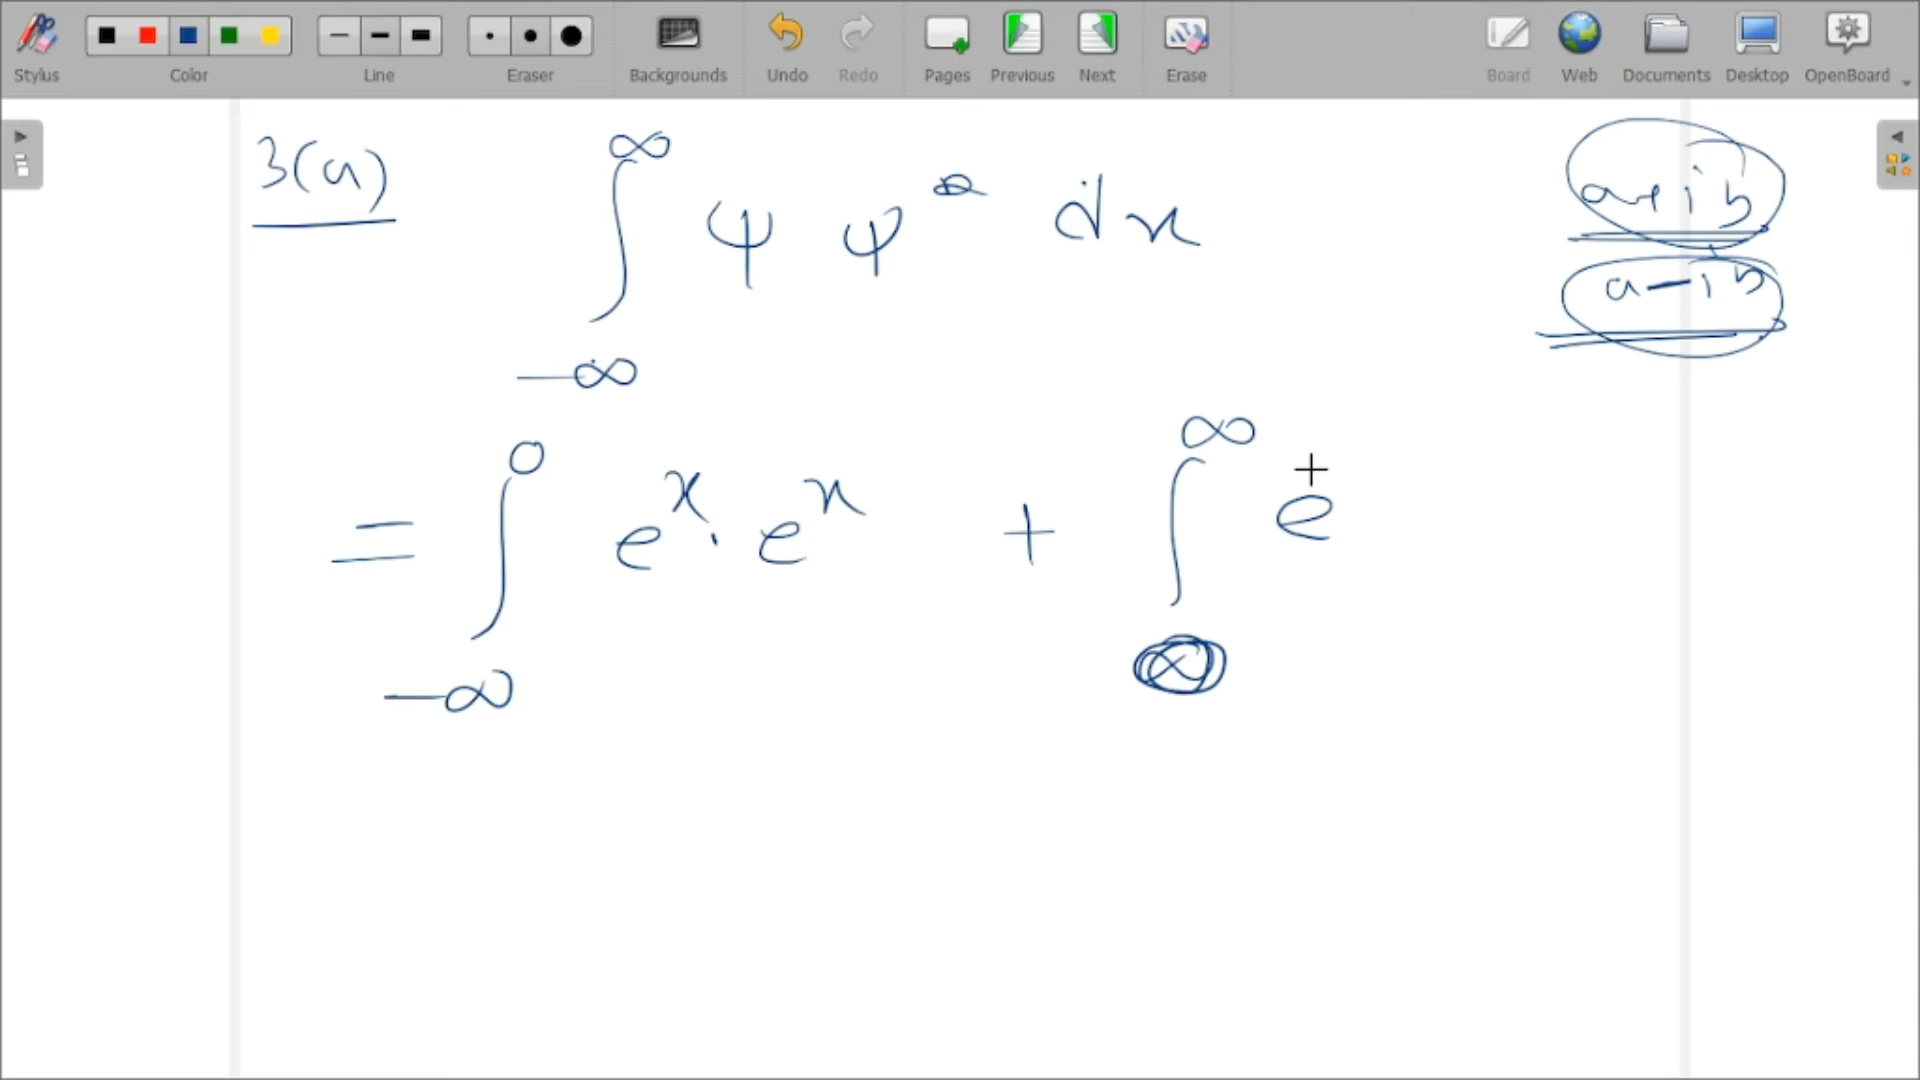 Stylus Color Line Eraser Backgrounds Undo Redo Pages Previous Next Erase Board Web Documents Desktop OpenBoard
3(a) ∫_{-∞}^{∞} ψ ψ* dx
a+ib
a-ib
= ∫_{-∞}^{0} e^x · e^x + ∫^{∞} e